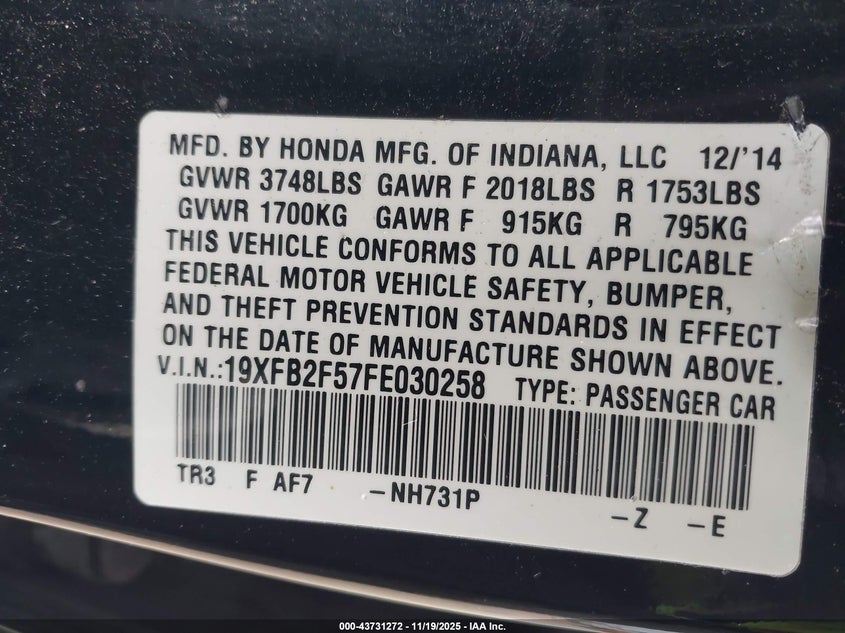 MFD. BY HONDA MFG. OF INDIANA, LLC 12/'14
GVWR 3748LBS GAWR F 2018LBS R 1753LBS
GVWR 1700KG GAWR F 915KG R 795KG
THIS VEHICLE CONFORMS TO ALL APPLICABLE
FEDERAL MOTOR VEHICLE SAFETY, BUMPER,
AND THEFT PREVENTION STANDARDS IN EFFECT
ON THE DATE OF MANUFACTURE SHOWN ABOVE.
V.I.N.:19XFB2F57FE030258 TYPE: PASSENGER CAR
TR3 F AF7 -NH731P -Z -E
000-43731272 - 11/19/2025 - IAA Inc.